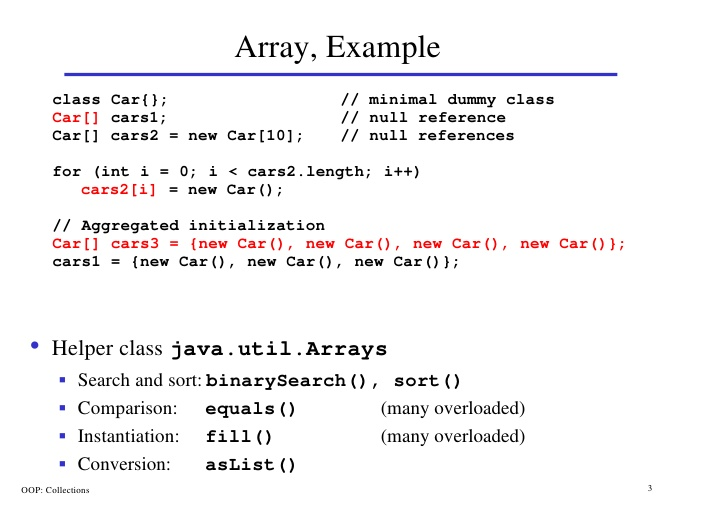 Array, Example
class Car{}; // minimal dummy class
Car[] cars1; // null reference
Car[] cars2 = new Car[10]; // null references
for (int i = 0; i < cars2.length; i++)
cars2[i] = new Car();
// Aggregated initialization
Car[] cars3 = {new Car(), new Car(), new Car(), new Car()};
cars1 = {new Car(), new Car(), new Car()};
• Helper class java.util.Arrays
▪ Search and sort: binarySearch(), sort()
▪ Comparison: equals() (many overloaded)
▪ Instantiation: fill() (many overloaded)
▪ Conversion: asList()
OOP: Collections 3